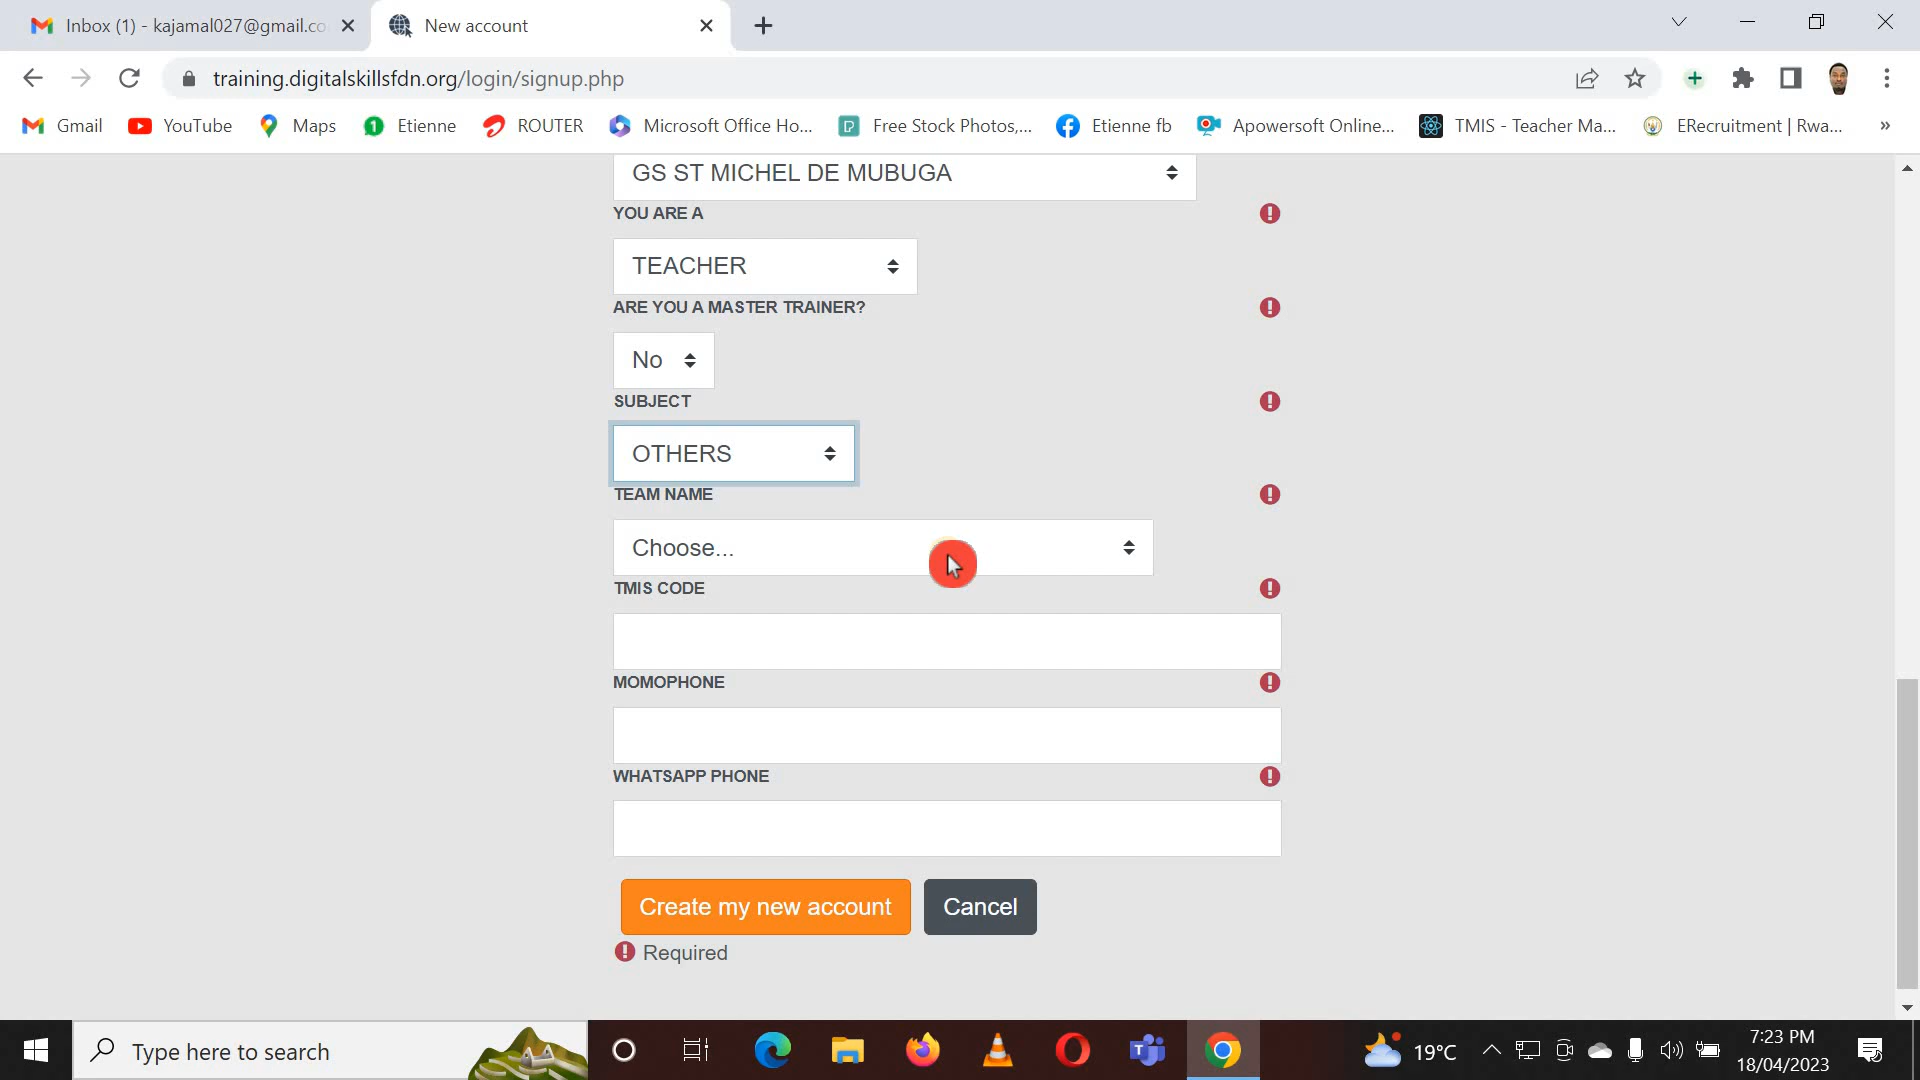 Inbox (1) - kajamal027@gmail.co
New account
training.digitalskillsfdn.org/login/signup.php
Gmail
YouTube
Maps
Etienne
ROUTER
Microsoft Office Ho...
Free Stock Photos,...
Etienne fb
Apowersoft Online...
TMIS - Teacher Ma...
ERecruitment | Rwa...
»
GS ST MICHEL DE MUBUGA
YOU ARE A
TEACHER
ARE YOU A MASTER TRAINER?
No
SUBJECT
OTHERS
TEAM NAME
Choose...
TMIS CODE
MOMOPHONE
WHATSAPP PHONE
Create my new account
Cancel
Required
Type here to search
19°C
7:23 PM
18/04/2023